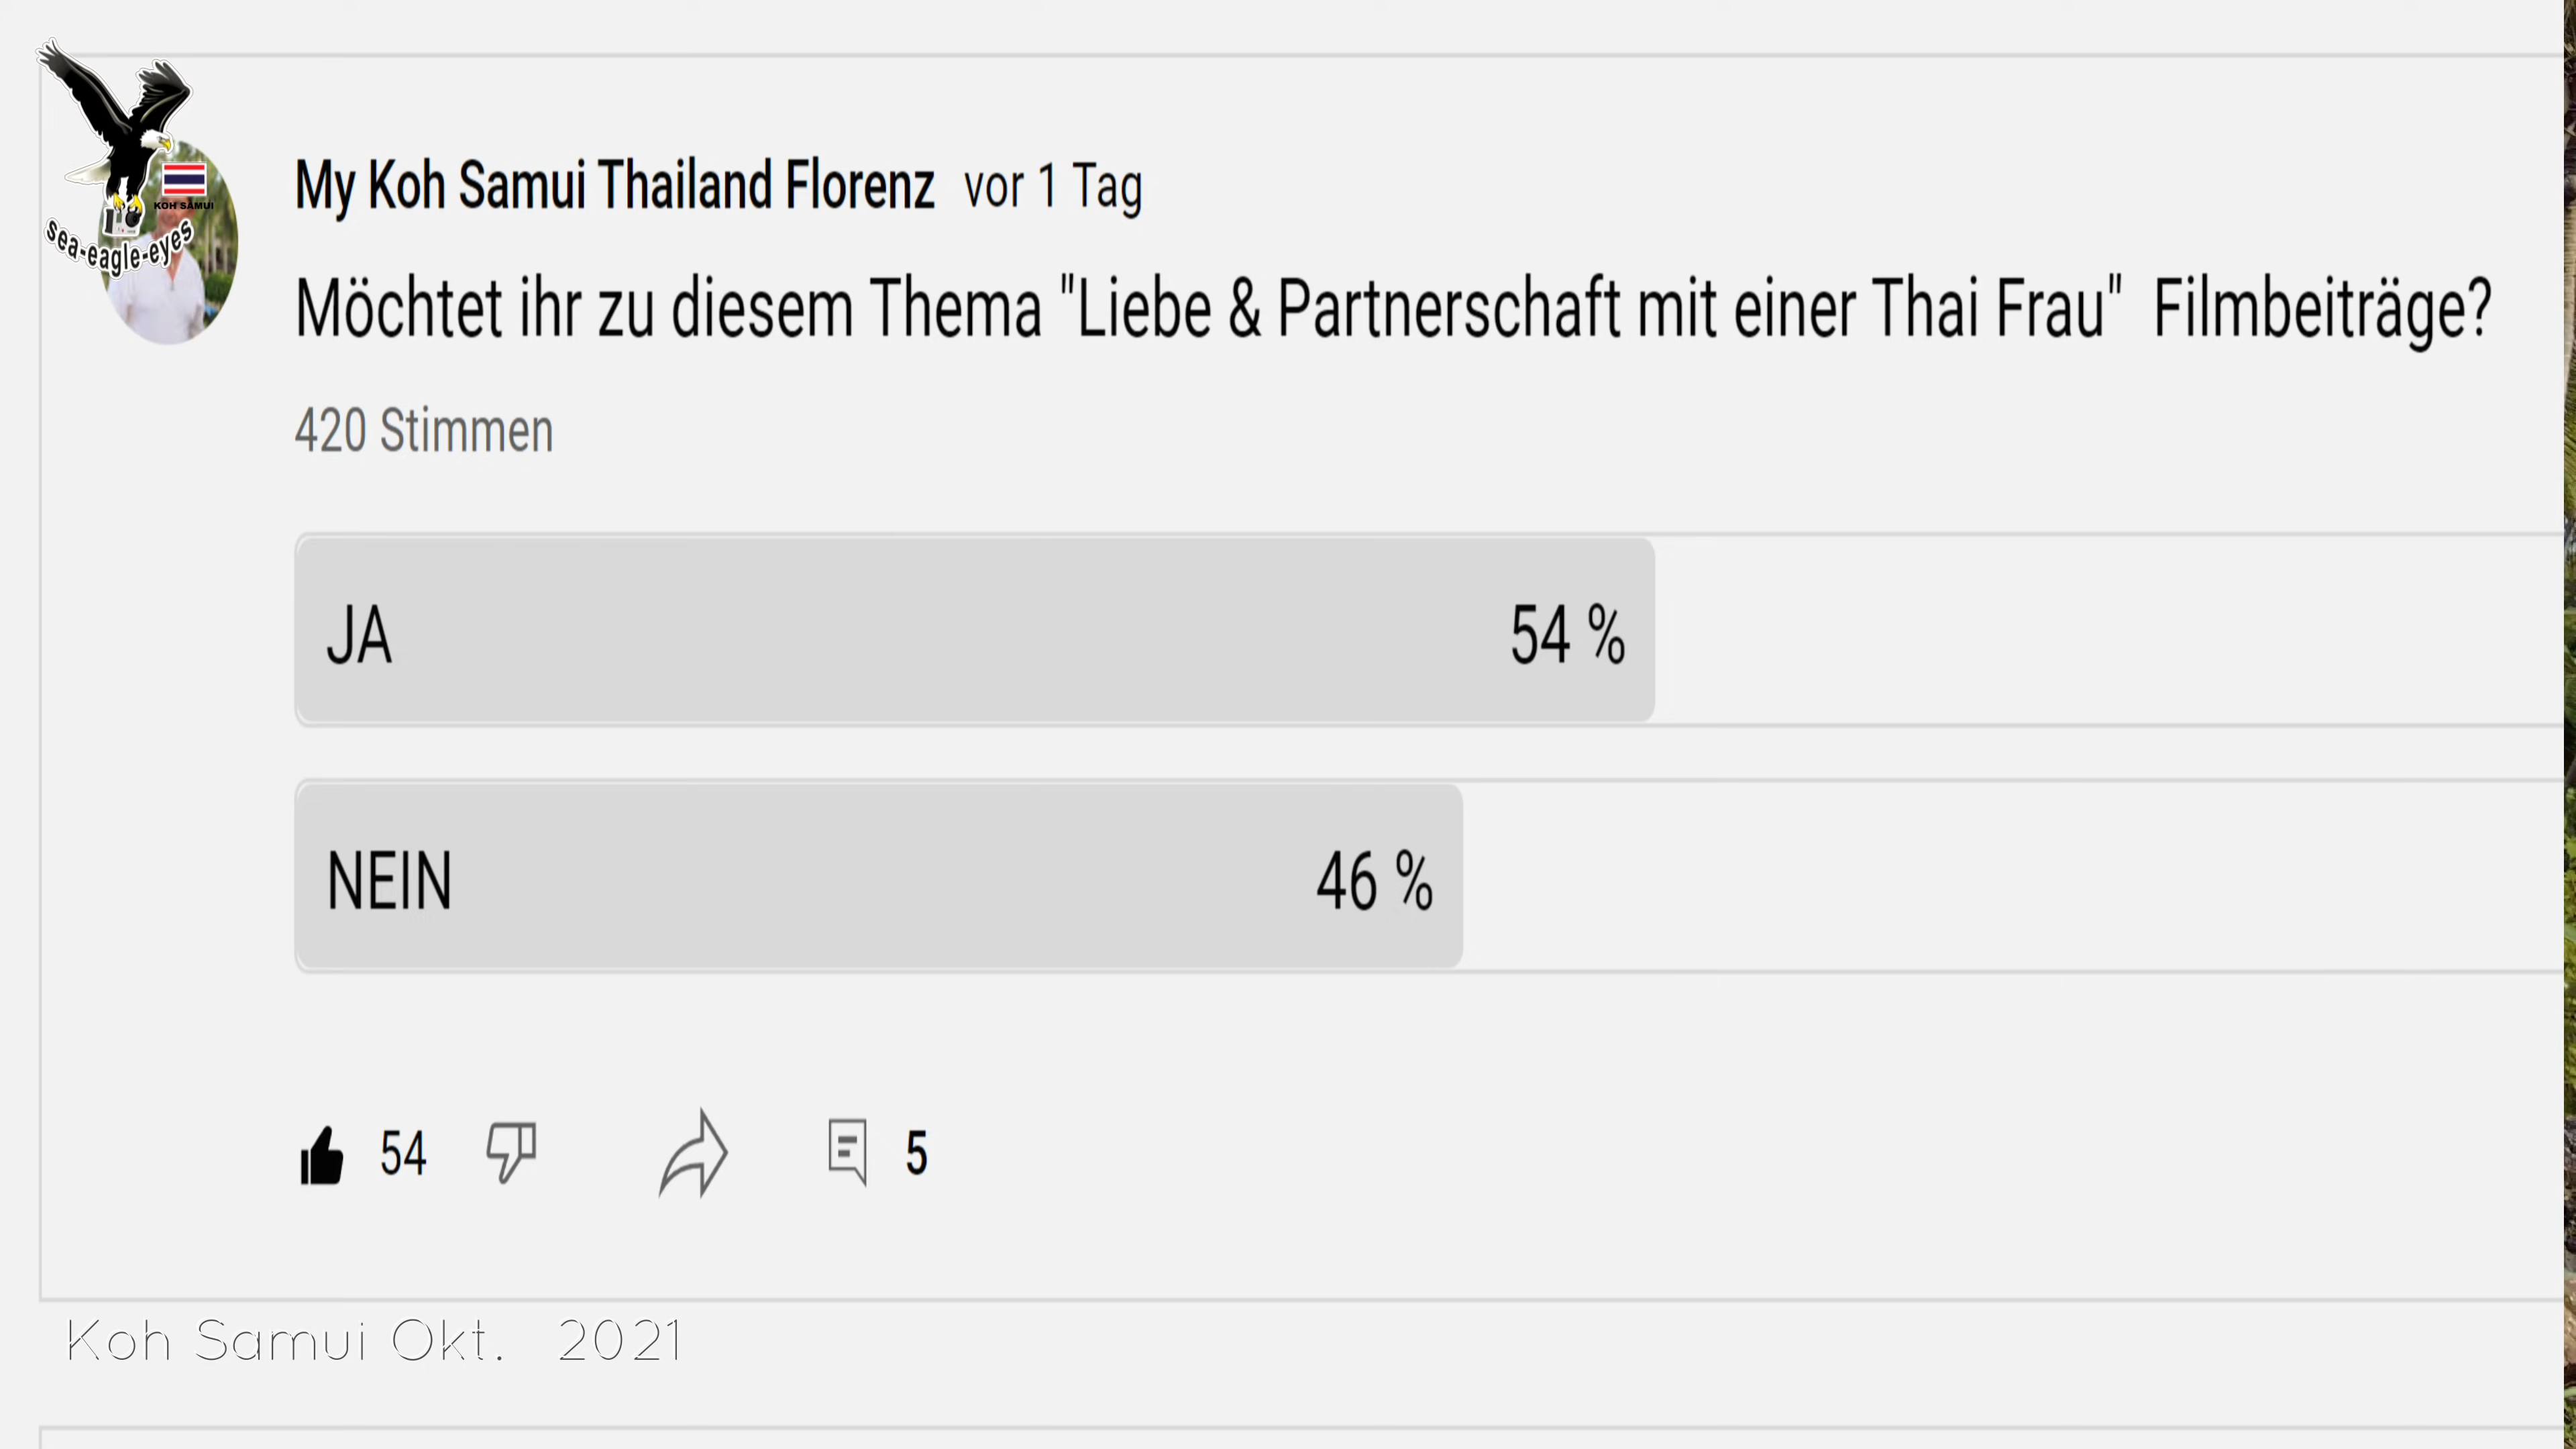 KOH SAMUI
sea-eagle-eyes
My Koh Samui Thailand Florenz vor 1 Tag
Möchtet ihr zu diesem Thema "Liebe & Partnerschaft mit einer Thai Frau"  Filmbeiträge?
420 Stimmen
JA 54 %
NEIN 46 %
54 5
Koh Samui Okt. 2021